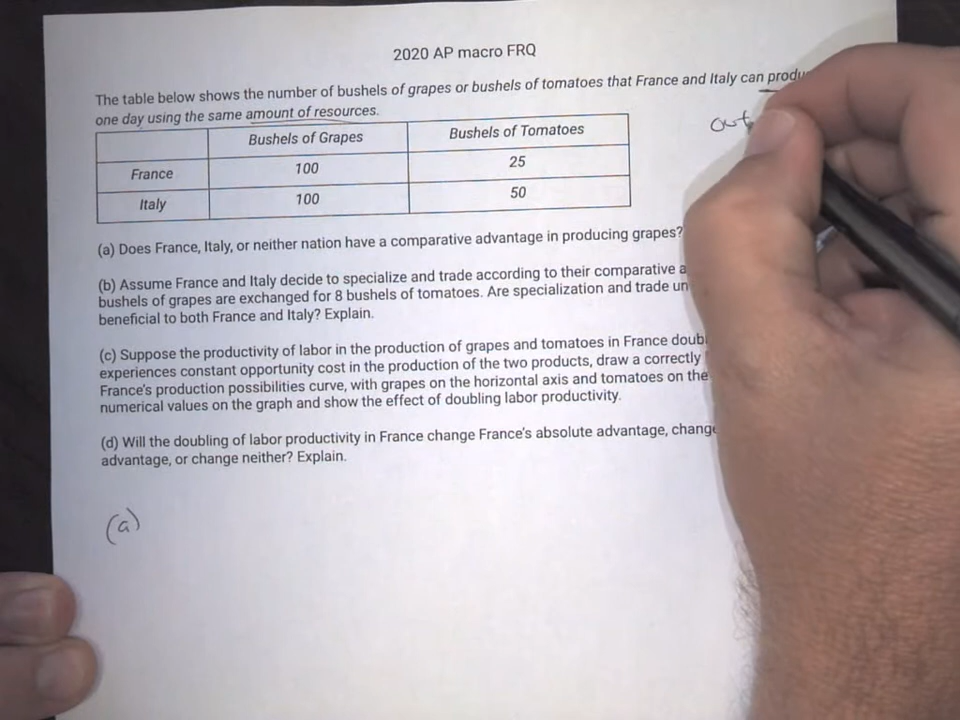 2020 AP macro FRQ
The table below shows the number of bushels of grapes or bushels of tomatoes that France and Italy can produ
one day using the same amount of resources.
Bushels of Grapes Bushels of Tomatoes
France 100 25
Italy 100 50
out
(a) Does France, Italy, or neither nation have a comparative advantage in producing grapes?
(b) Assume France and Italy decide to specialize and trade according to their comparative a
bushels of grapes are exchanged for 8 bushels of tomatoes. Are specialization and trade un
beneficial to both France and Italy? Explain.
(c) Suppose the productivity of labor in the production of grapes and tomatoes in France doubl
experiences constant opportunity cost in the production of the two products, draw a correctly
France's production possibilities curve, with grapes on the horizontal axis and tomatoes on the
numerical values on the graph and show the effect of doubling labor productivity.
(d) Will the doubling of labor productivity in France change France's absolute advantage, change
advantage, or change neither? Explain.
(a)